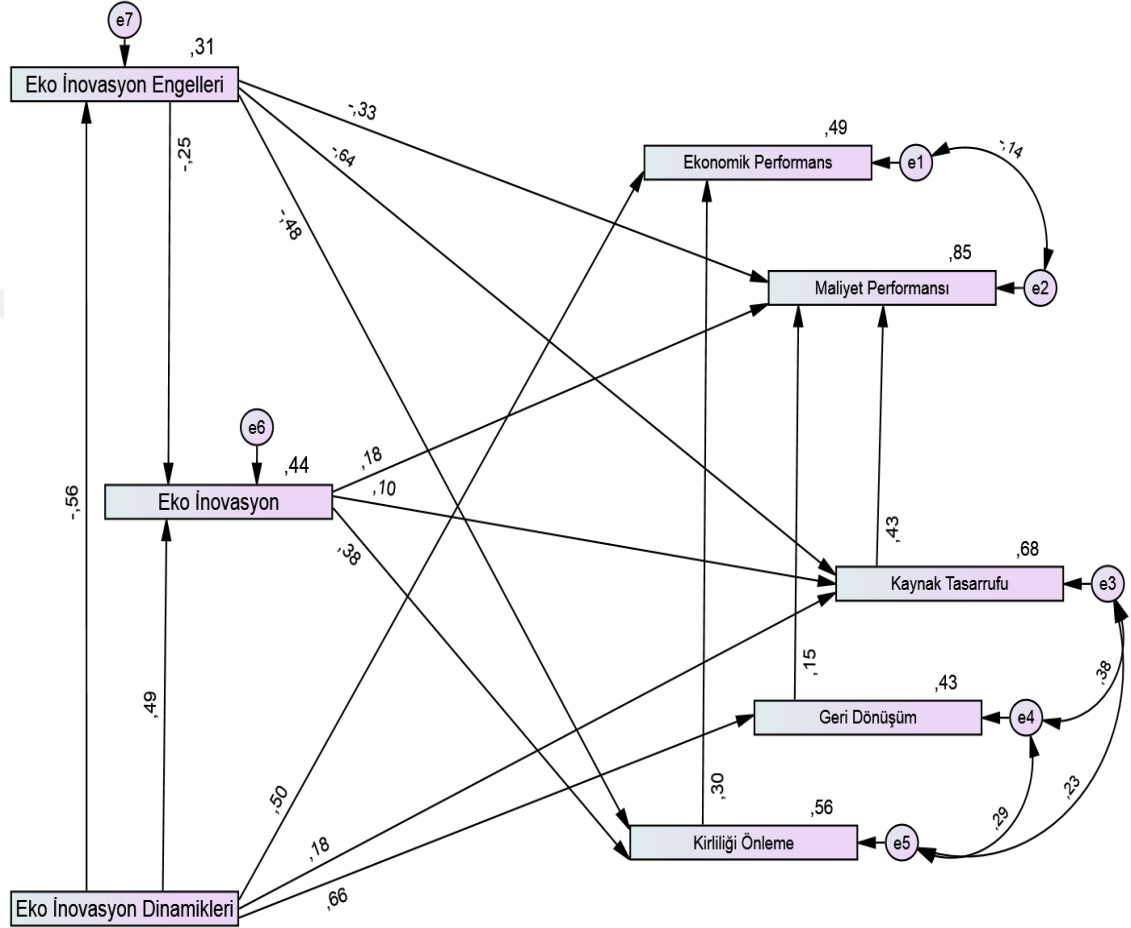 e7
,31
Eko İnovasyon Engelleri
-,33
-,25
-,64
-,48
,49
Ekonomik Performans
e1
-,14
,85
Maliyet Performansı
e2
e6
,44
Eko İnovasyon
,18
,10
,38
-,56
,43
,68
Kaynak Tasarrufu
e3
,49
,15
,43
Geri Dönüşüm
e4
,38
,30
,56
Kirliliği Önleme
e5
,29
,23
,50
,18
,66
Eko İnovasyon Dinamikleri